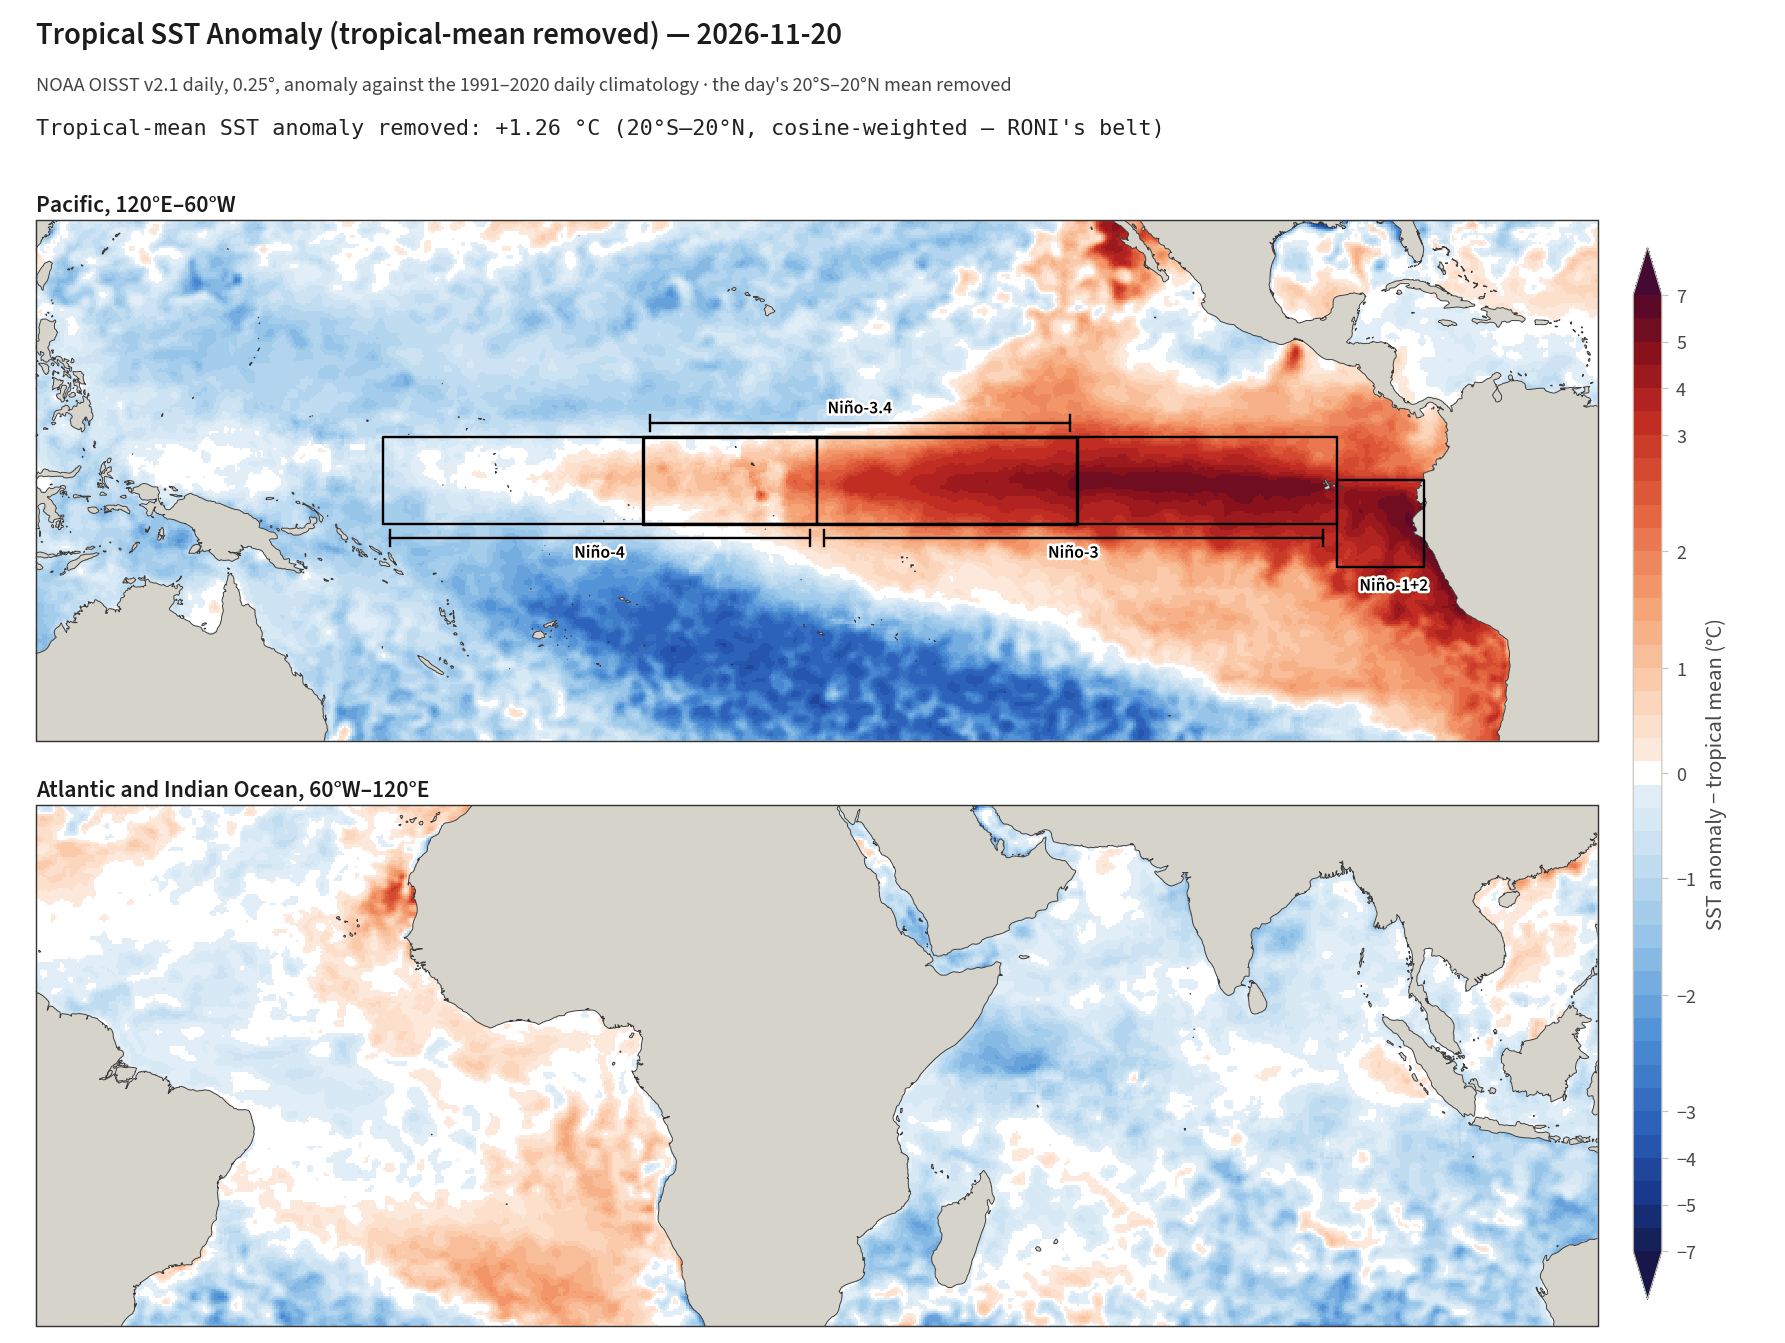 Tropical SST Anomaly (tropical-mean removed) — 2026-11-20
NOAA OISST v2.1 daily, 0.25°, anomaly against the 1991–2020 daily climatology · the day's 20°S–20°N mean removed
Tropical-mean SST anomaly removed: +1.26 °C (20°S–20°N, cosine-weighted — RONI's belt)
Pacific, 120°E–60°W
Niño-3.4
Niño-4
Niño-3
Niño-1+2
Atlantic and Indian Ocean, 60°W–120°E
7
5
4
3
2
1
0
−1
−2
−3
−4
−5
−7
SST anomaly − tropical mean (°C)